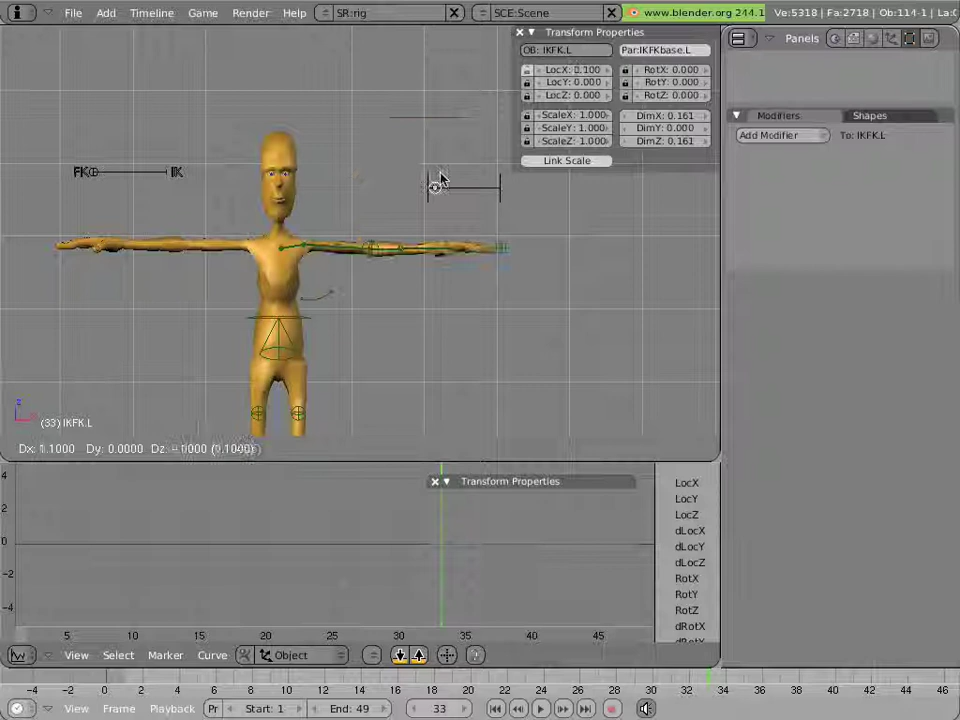 File Add Timeline Game Render Help SR:rig SCE:Scene www.blender.org 244.1 Ve:5318 | Fa:2718 | Ob:114-1 | La:
Transform Properties
OB: IKFK.L Par:IKFKbase.L
LocX: 0.100 RotX: 0.000
LocY: 0.000 RotY: 0.000
LocZ: 0.000 RotZ: 0.000
ScaleX: 1.000 DimX: 0.161
ScaleY: 1.000 DimY: 0.000
ScaleZ: 1.000 DimZ: 0.161
Link Scale
Panels
Modifiers Shapes
Add Modifier To: IKFK.L
FK IK
z
(33) IKFK.L
Dx: 0.1000 Dy: 0.0000 Dz: 0.0000 (0.1000)
Transform Properties
4
2
0
-2
-4
5 10 15 20 25 30 35 40 45
LocX
LocY
LocZ
dLocX
dLocY
dLocZ
RotX
RotY
RotZ
dRotX
dRotY
View Select Marker Curve Object
-4 -2 0 2 4 6 8 10 12 14 16 18 20 22 24 26 28 30 32 34 36 38 40 42 44 46
View Frame Playback Pr Start: 1 End: 49 33